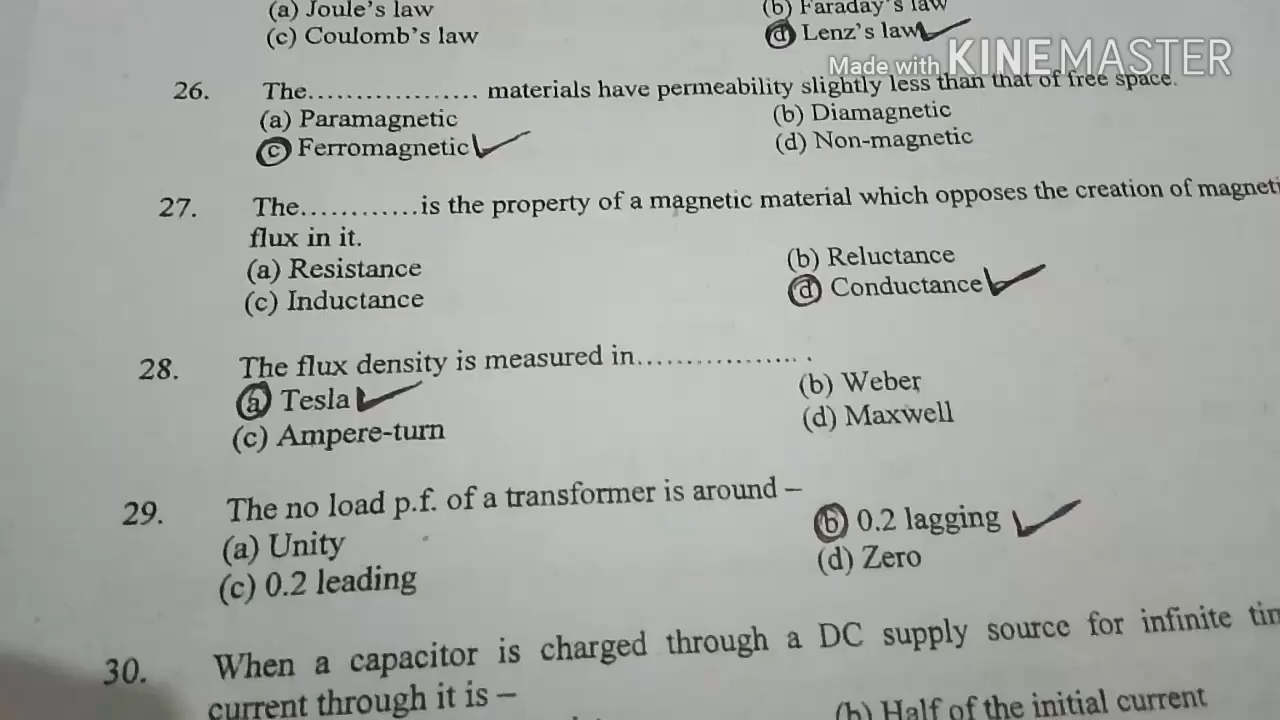 (a) Joule's law (b) Faraday's law
(c) Coulomb's law (d) Lenz's law
Made with KINEMASTER
26. The.................. materials have permeability slightly less than that of free space.
(a) Paramagnetic (b) Diamagnetic
(c) Ferromagnetic (d) Non-magnetic
27. The............is the property of a magnetic material which opposes the creation of magneti
flux in it.
(a) Resistance (b) Reluctance
(c) Inductance (d) Conductance
28. The flux density is measured in.................. .
(a) Tesla (b) Weber
(c) Ampere-turn (d) Maxwell
29. The no load p.f. of a transformer is around –
(a) Unity (b) 0.2 lagging
(c) 0.2 leading (d) Zero
30. When a capacitor is charged through a DC supply source for infinite tim
current through it is –
(b) Half of the initial current